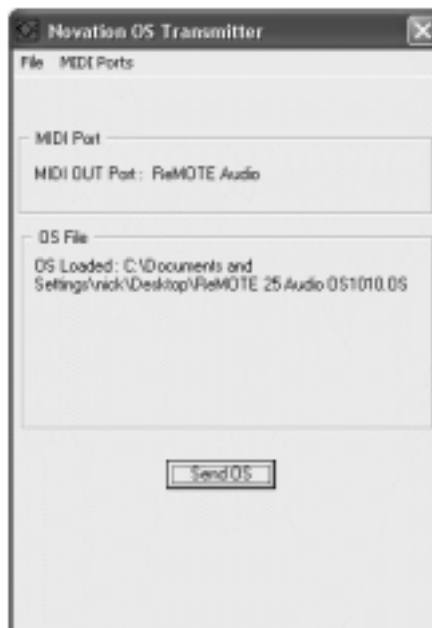 Novation OS Transmitter
File MIDI Ports
MIDI Port
MIDI OUT Port : ReMOTE Audio
OS File
OS Loaded : C:\Documents and
Settings\nick\Desktop\ReMOTE 25 Audio OS1010.OS
Send OS